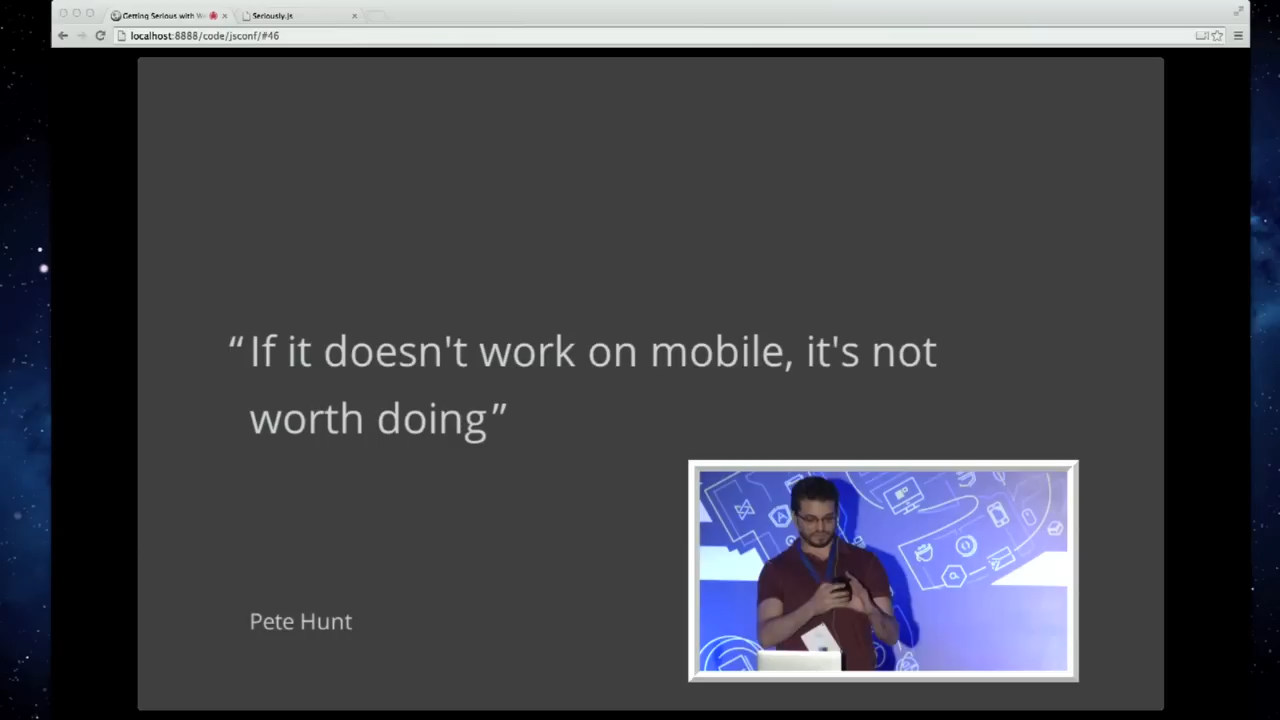 Getting Serious with We
Seriously.js
localhost:8888/code/jsconf/#46
“If it doesn't work on mobile, it's not
worth doing”
Pete Hunt